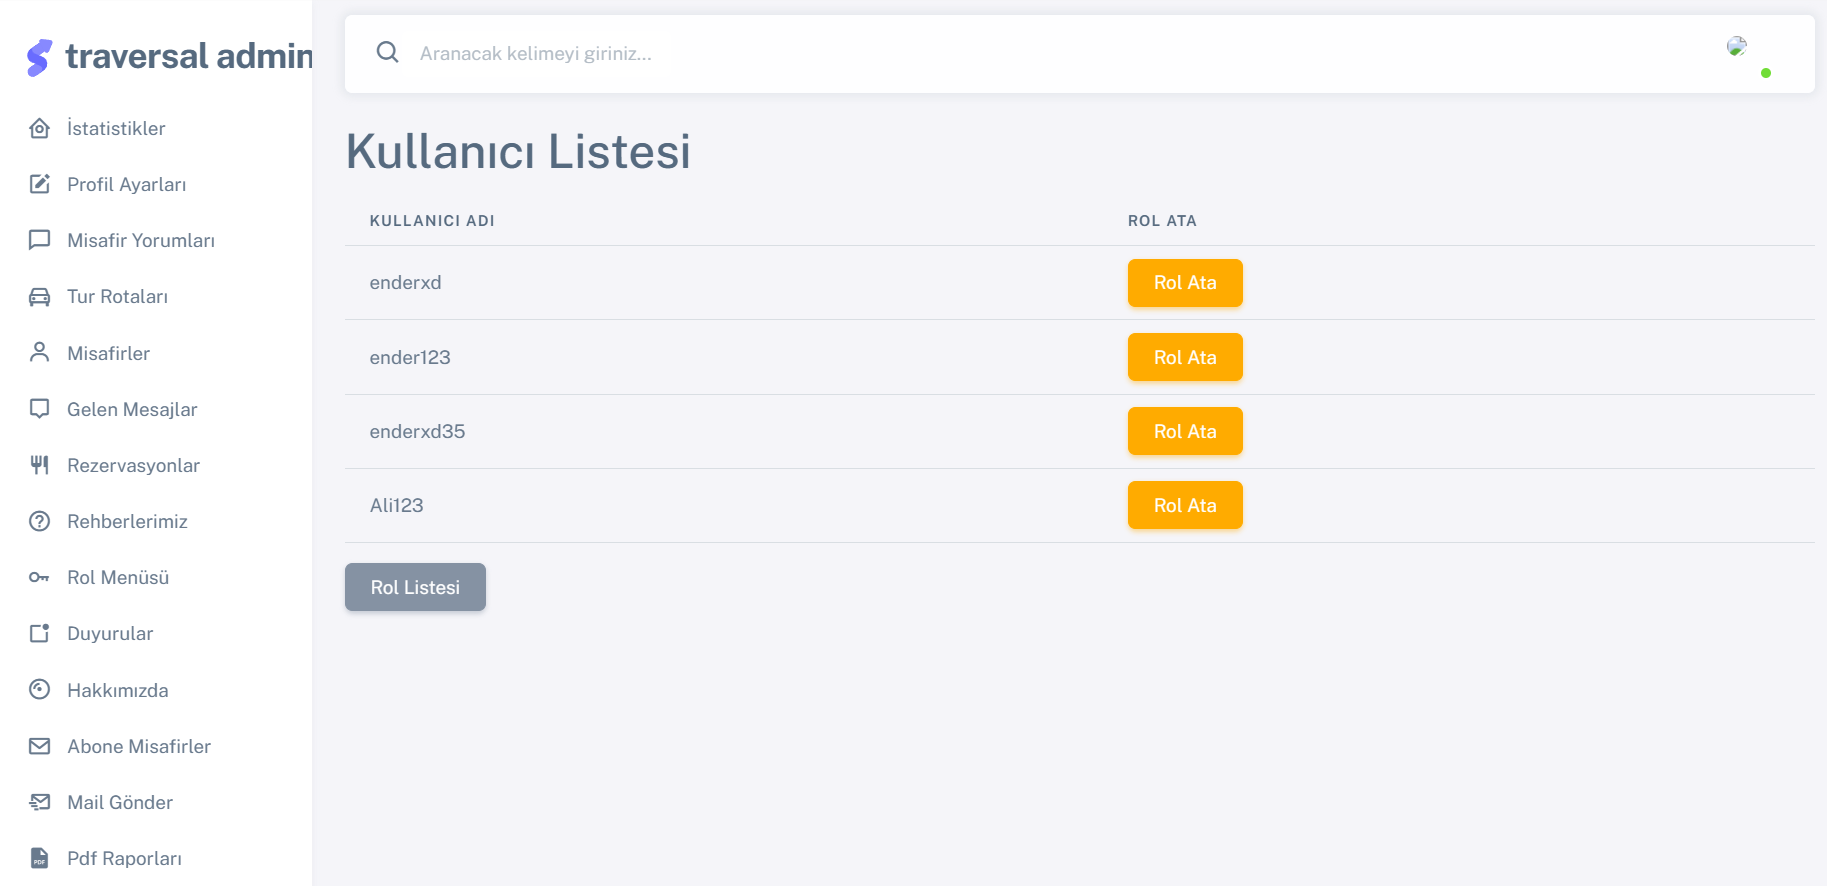 traversal admin
İstatistikler
Profil Ayarları
Misafir Yorumları
Tur Rotaları
Misafirler
Gelen Mesajlar
Rezervasyonlar
Rehberlerimiz
Rol Menüsü
Duyurular
Hakkımızda
Abone Misafirler
Mail Gönder
PDF
Pdf Raporları
Aranacak kelimeyi giriniz...
Kullanıcı Listesi
KULLANICI ADI ROL ATA
enderxd Rol Ata
ender123 Rol Ata
enderxd35 Rol Ata
Ali123 Rol Ata
Rol Listesi